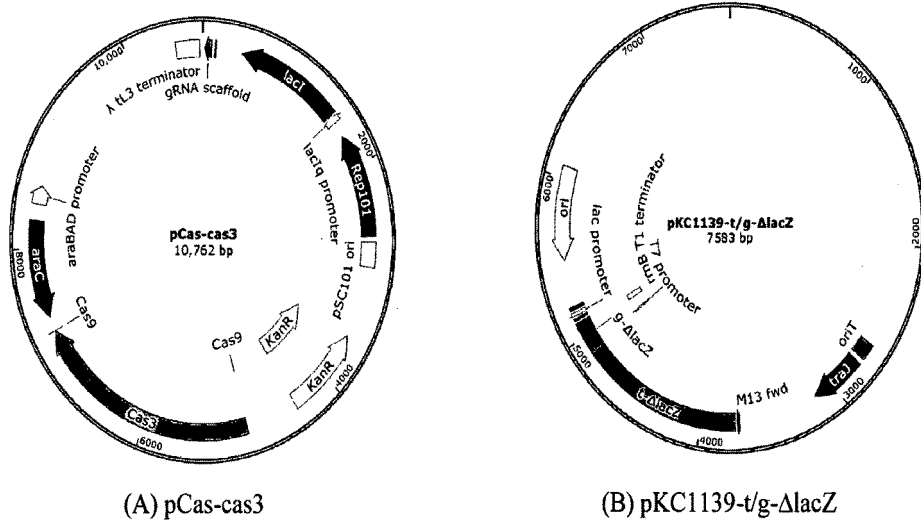 10,000
λ tL3 terminator
gRNA scaffold
lacI
lacIq promoter
2000
Rep101
pSC101 ori
pCas-cas3
10,762 bp
araBAD promoter
araC
8000
Cas9
Cas9
KanR
KanR
4000
Cas3
6000
(A) pCas-cas3
7000
1000
6000
ori
lac promoter
rrnB T1 terminator
T7 promoter
pKC1139-t/g-ΔlacZ
7583 bp
2000
g-ΔlacZ
5000
t-ΔlacZ
M13 fwd
oriT
traJ
3000
4000
(B) pKC1139-t/g-ΔlacZ